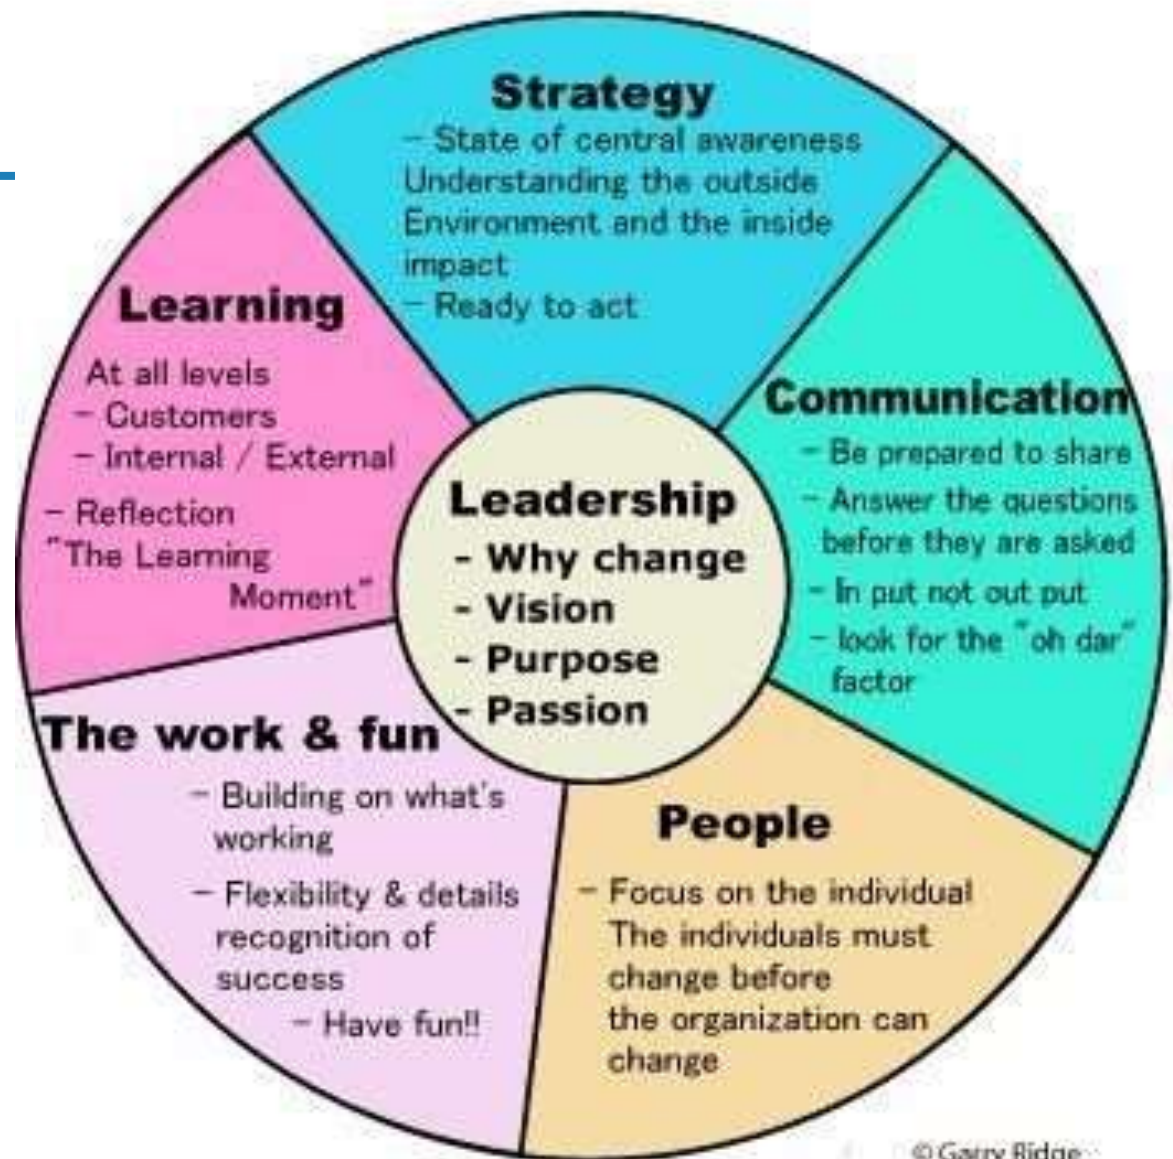 Strategy
- State of central awareness
Understanding the outside
Environment and the inside
impact
- Ready to act
Communication
- Be prepared to share
- Answer the questions
before they are asked
- In put not out put
- look for the "oh dar"
factor
People
- Focus on the individual
The individuals must
change before
the organization can
change
The work & fun
- Building on what's
working
- Flexibility & details
recognition of
success
- Have fun!!
Learning
At all levels
- Customers
- Internal / External
- Reflection
"The Learning
Moment"
Leadership
- Why change
- Vision
- Purpose
- Passion
© Garry Ridge